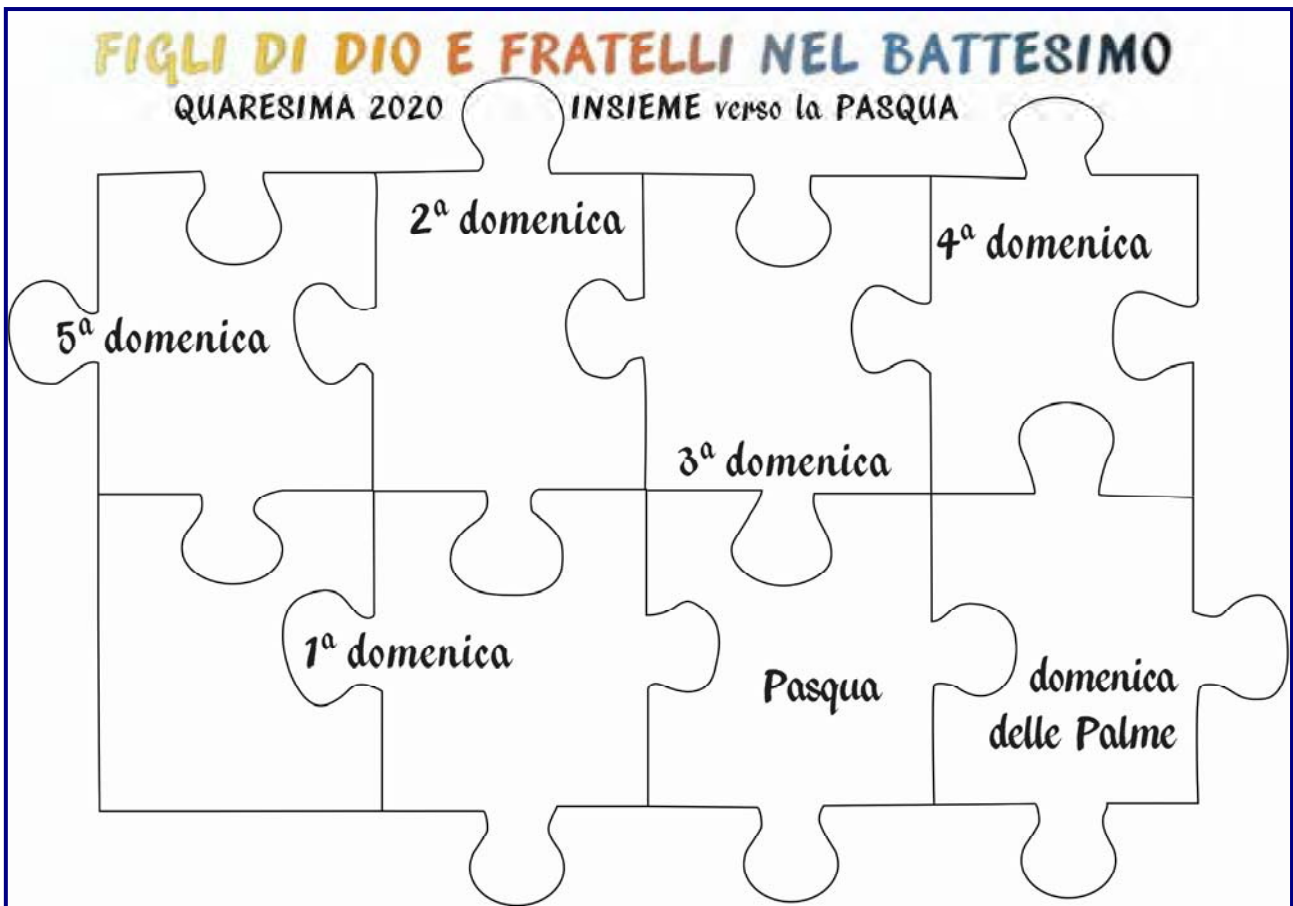 FIGLI DI DIO E FRATELLI NEL BATTESIMO
QUARESIMA 2020 INSIEME verso la PASQUA
2ª domenica
4ª domenica
5ª domenica
3ª domenica
1ª domenica
Pasqua
domenica
delle Palme